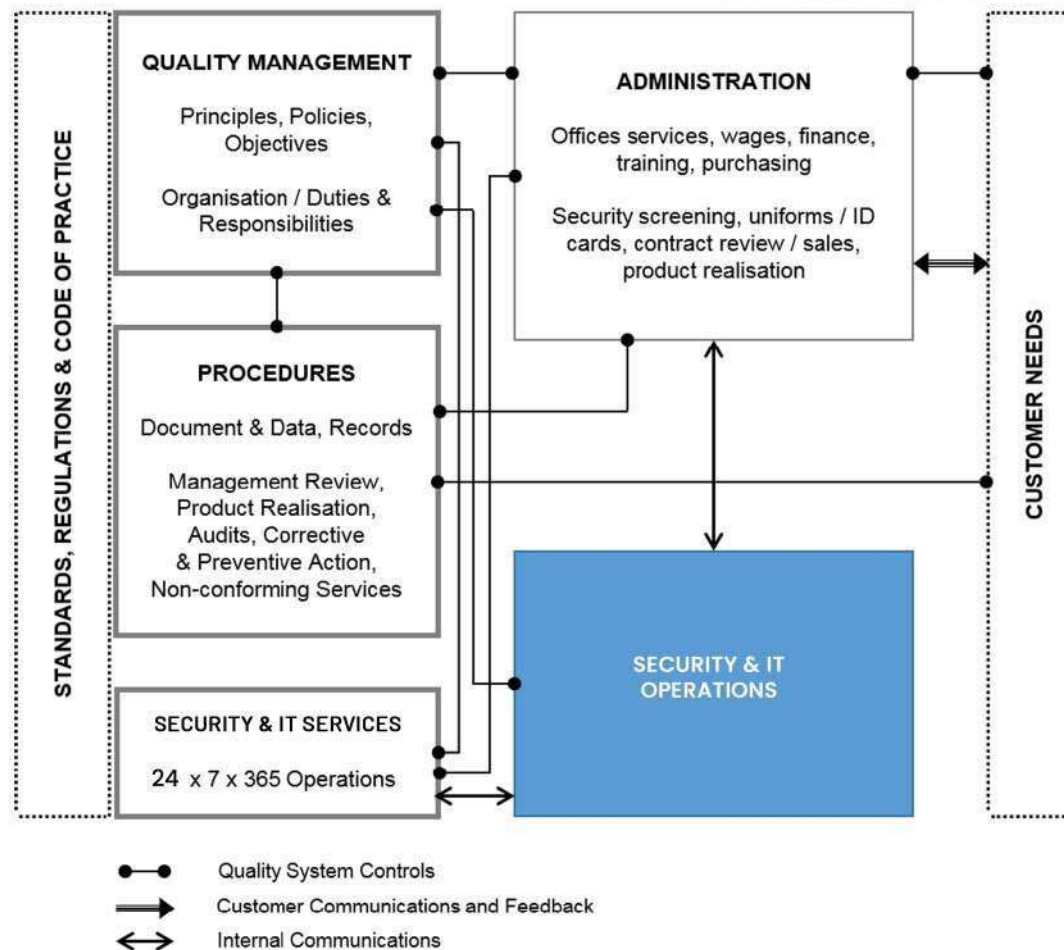 STANDARDS, REGULATIONS & CODE OF PRACTICE
QUALITY MANAGEMENT
Principles, Policies,
Objectives
Organisation / Duties &
Responsibilities
PROCEDURES
Document & Data, Records
Management Review,
Product Realisation,
Audits, Corrective
& Preventive Action,
Non-conforming Services
SECURITY & IT SERVICES
24 x 7 x 365 Operations
ADMINISTRATION
Offices services, wages, finance,
training, purchasing
Security screening, uniforms / ID
cards, contract review / sales,
product realisation
SECURITY & IT
OPERATIONS
CUSTOMER NEEDS
Quality System Controls
Customer Communications and Feedback
Internal Communications